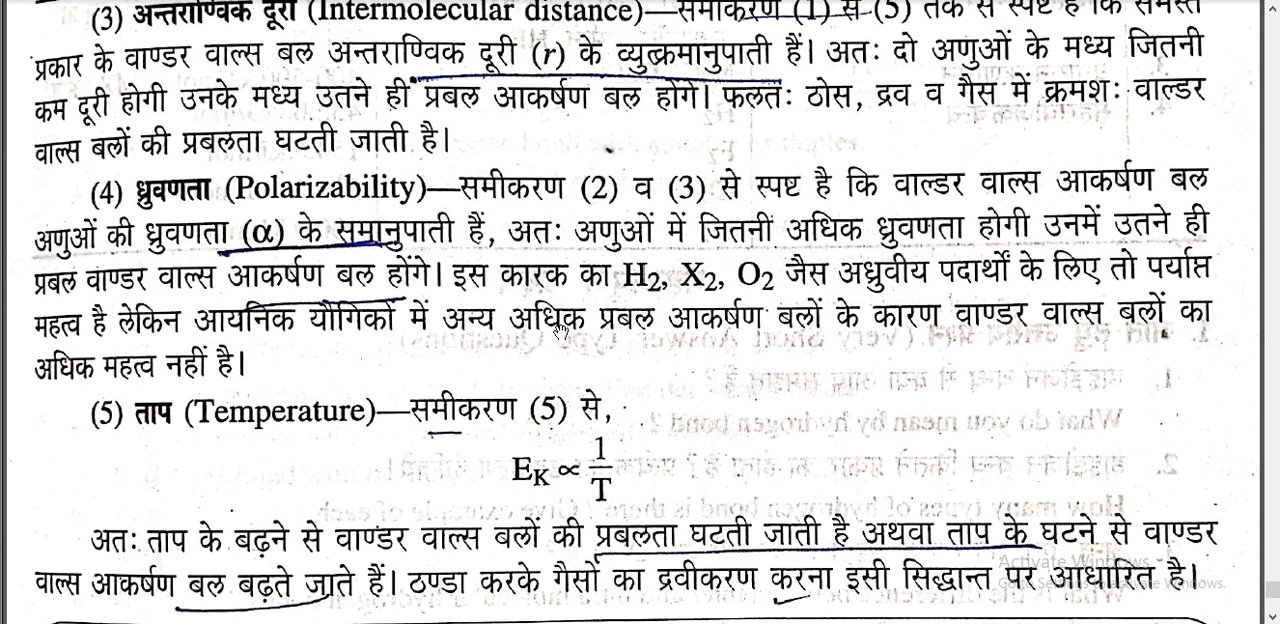 (3) अन्तराण्विक दूरी (Intermolecular distance)—समीकरण (1) से (5) तक से स्पष्ट है कि समस्त
प्रकार के वाण्डर वाल्स बल अन्तराण्विक दूरी (r) के व्युत्क्रमानुपाती हैं। अतः दो अणुओं के मध्य जितनी
कम दूरी होगी उनके मध्य उतने ही प्रबल आकर्षण बल होंगे। फलतः ठोस, द्रव व गैस में क्रमशः वाल्डर
वाल्स बलों की प्रबलता घटती जाती है।
(4) ध्रुवणता (Polarizability)—समीकरण (2) व (3) से स्पष्ट है कि वाल्डर वाल्स आकर्षण बल
अणुओं की ध्रुवणता (α) के समानुपाती हैं, अतः अणुओं में जितनी अधिक ध्रुवणता होगी उनमें उतने ही
प्रबल वाण्डर वाल्स आकर्षण बल होंगे। इस कारक का H₂, X₂, O₂ जैस अध्रुवीय पदार्थों के लिए तो पर्याप्त
महत्व है लेकिन आयनिक यौगिकों में अन्य अधिक प्रबल आकर्षण बलों के कारण वाण्डर वाल्स बलों का
अधिक महत्व नहीं है।
(5) ताप (Temperature)—समीकरण (5) से,
E_K ∝ 1/T
अतः ताप के बढ़ने से वाण्डर वाल्स बलों की प्रबलता घटती जाती है अथवा ताप के घटने से वाण्डर
वाल्स आकर्षण बल बढ़ते जाते हैं। ठण्डा करके गैसों का द्रवीकरण करना इसी सिद्धान्त पर आधारित है।
Activate Windows